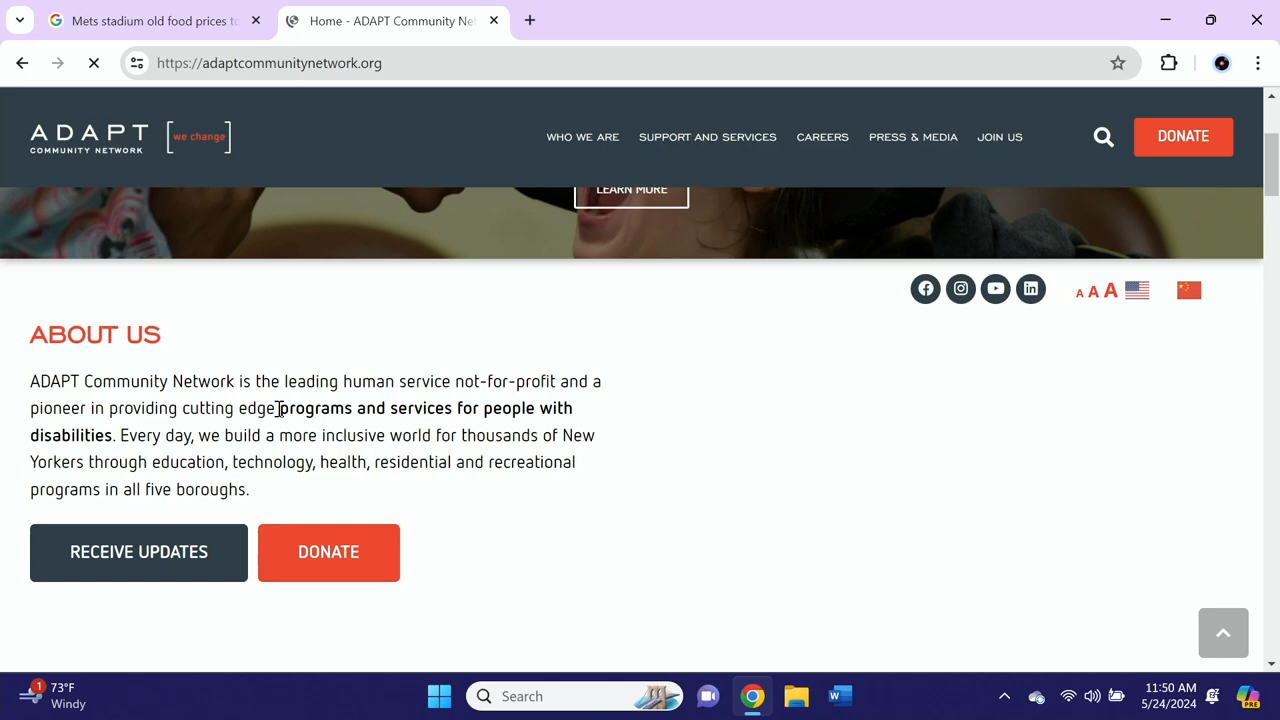 Mets stadium old food prices to
Home - ADAPT Community Net
https://adaptcommunitynetwork.org
ADAPT
COMMUNITY NETWORK
[we change]
WHO WE ARE
SUPPORT AND SERVICES
CAREERS
PRESS & MEDIA
JOIN US
DONATE
LEARN MORE
A A A
ABOUT US
ADAPT Community Network is the leading human service not-for-profit and a
pioneer in providing cutting edge programs and services for people with
disabilities. Every day, we build a more inclusive world for thousands of New
Yorkers through education, technology, health, residential and recreational
programs in all five boroughs.
RECEIVE UPDATES
DONATE
1
73°F
Windy
Search
W
11:50 AM
5/24/2024
PRE